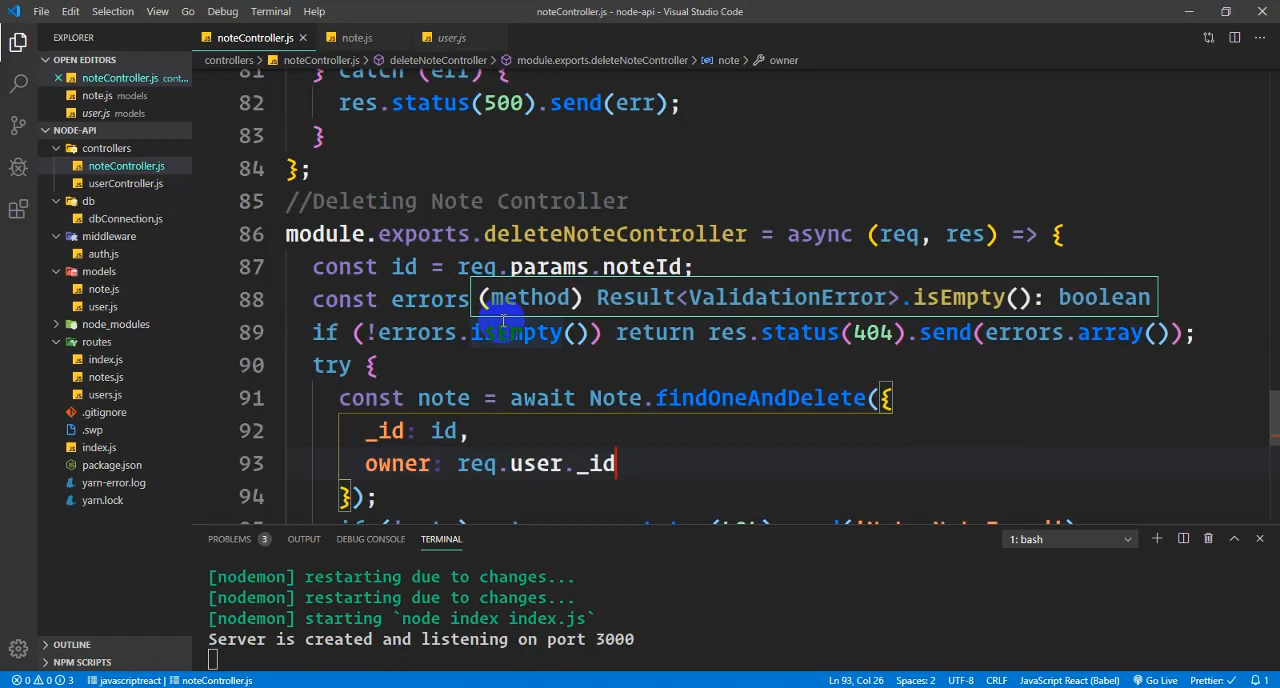 File Edit Selection View Go Debug Terminal Help noteController.js - node-api - Visual Studio Code
EXPLORER noteController.js note.js user.js
OPEN EDITORS controllers > noteController.js > deleteNoteController > module.exports.deleteNoteController > note > owner
noteController.js cont...
note.js models
user.js models
NODE-API
controllers
noteController.js
userController.js
db
dbConnection.js
middleware
auth.js
models
note.js
user.js
node_modules
routes
index.js
notes.js
users.js
.gitignore
.swp
index.js
package.json
yarn-error.log
yarn.lock
OUTLINE
NPM SCRIPTS
81 } catch (err) {
82 res.status(500).send(err);
83 }
84 };
85 //Deleting Note Controller
86 module.exports.deleteNoteController = async (req, res) => {
87 const id = req.params.noteId;
88 const errors
(method) Result<ValidationError>.isEmpty(): boolean
89 if (!errors.isEmpty()) return res.status(404).send(errors.array());
90 try {
91 const note = await Note.findOneAndDelete({
92 _id: id,
93 owner: req.user._id
94 });
PROBLEMS 3 OUTPUT DEBUG CONSOLE TERMINAL 1: bash
[nodemon] restarting due to changes...
[nodemon] restarting due to changes...
[nodemon] starting `node index index.js`
Server is created and listening on port 3000
0 0 3 javascriptreact | noteController.js Ln 93, Col 26 Spaces: 2 UTF-8 CRLF JavaScript React (Babel) Go Live Prettier: ✓ 1